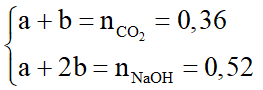 a + b = n_{CO_2} = 0,36
a + 2b = n_{NaOH} = 0,52